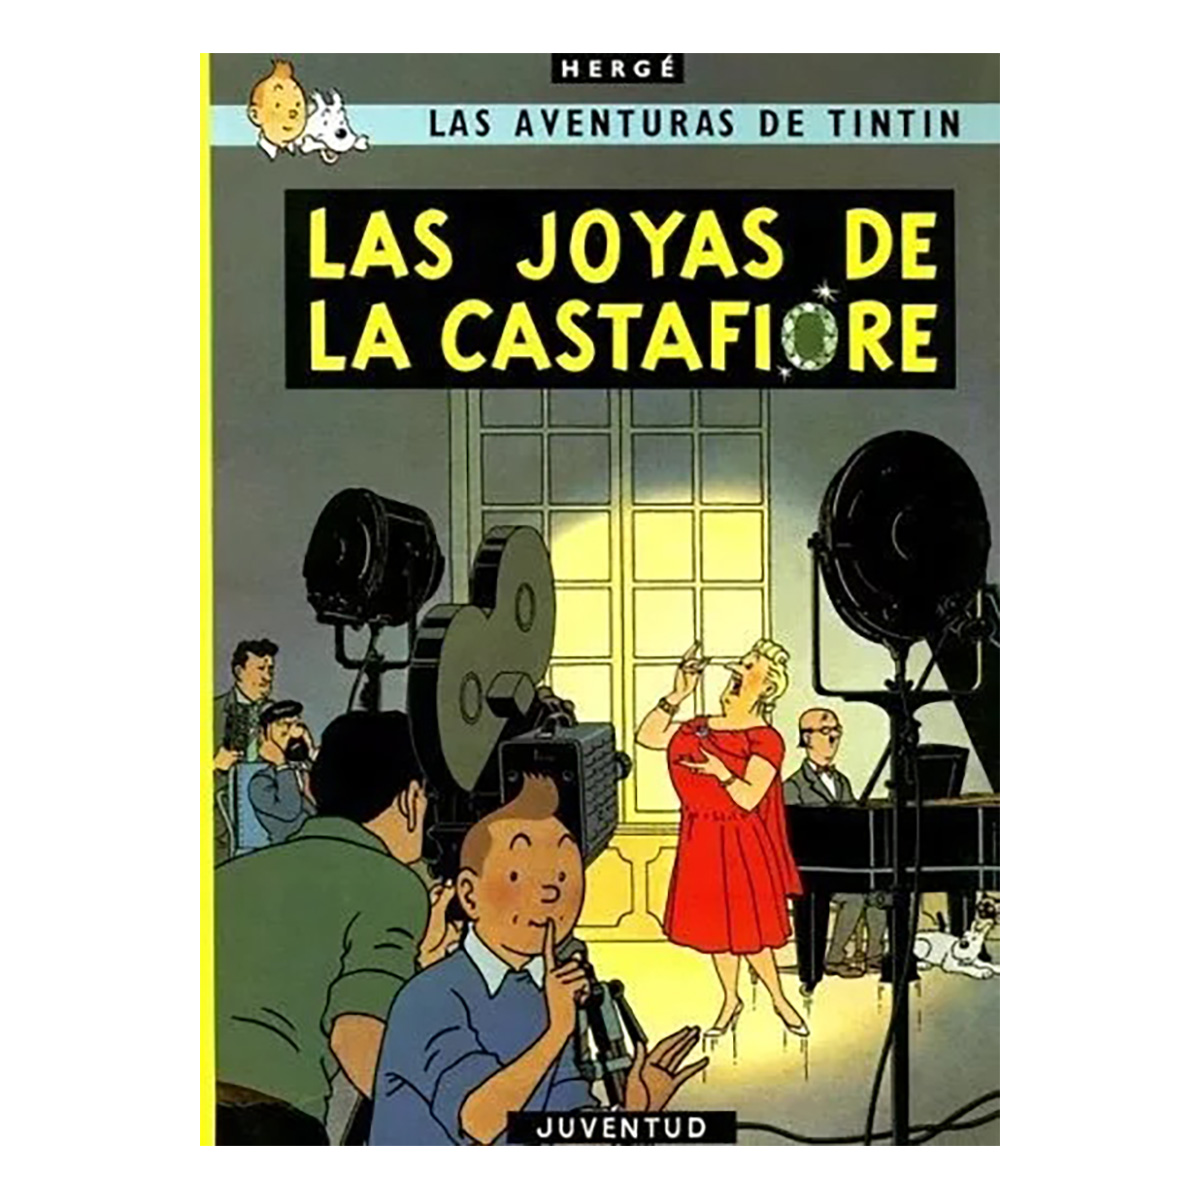 HERGÉ
LAS AVENTURAS DE TINTIN
LAS JOYAS DE
LA CASTAFIORE
JUVENTUD